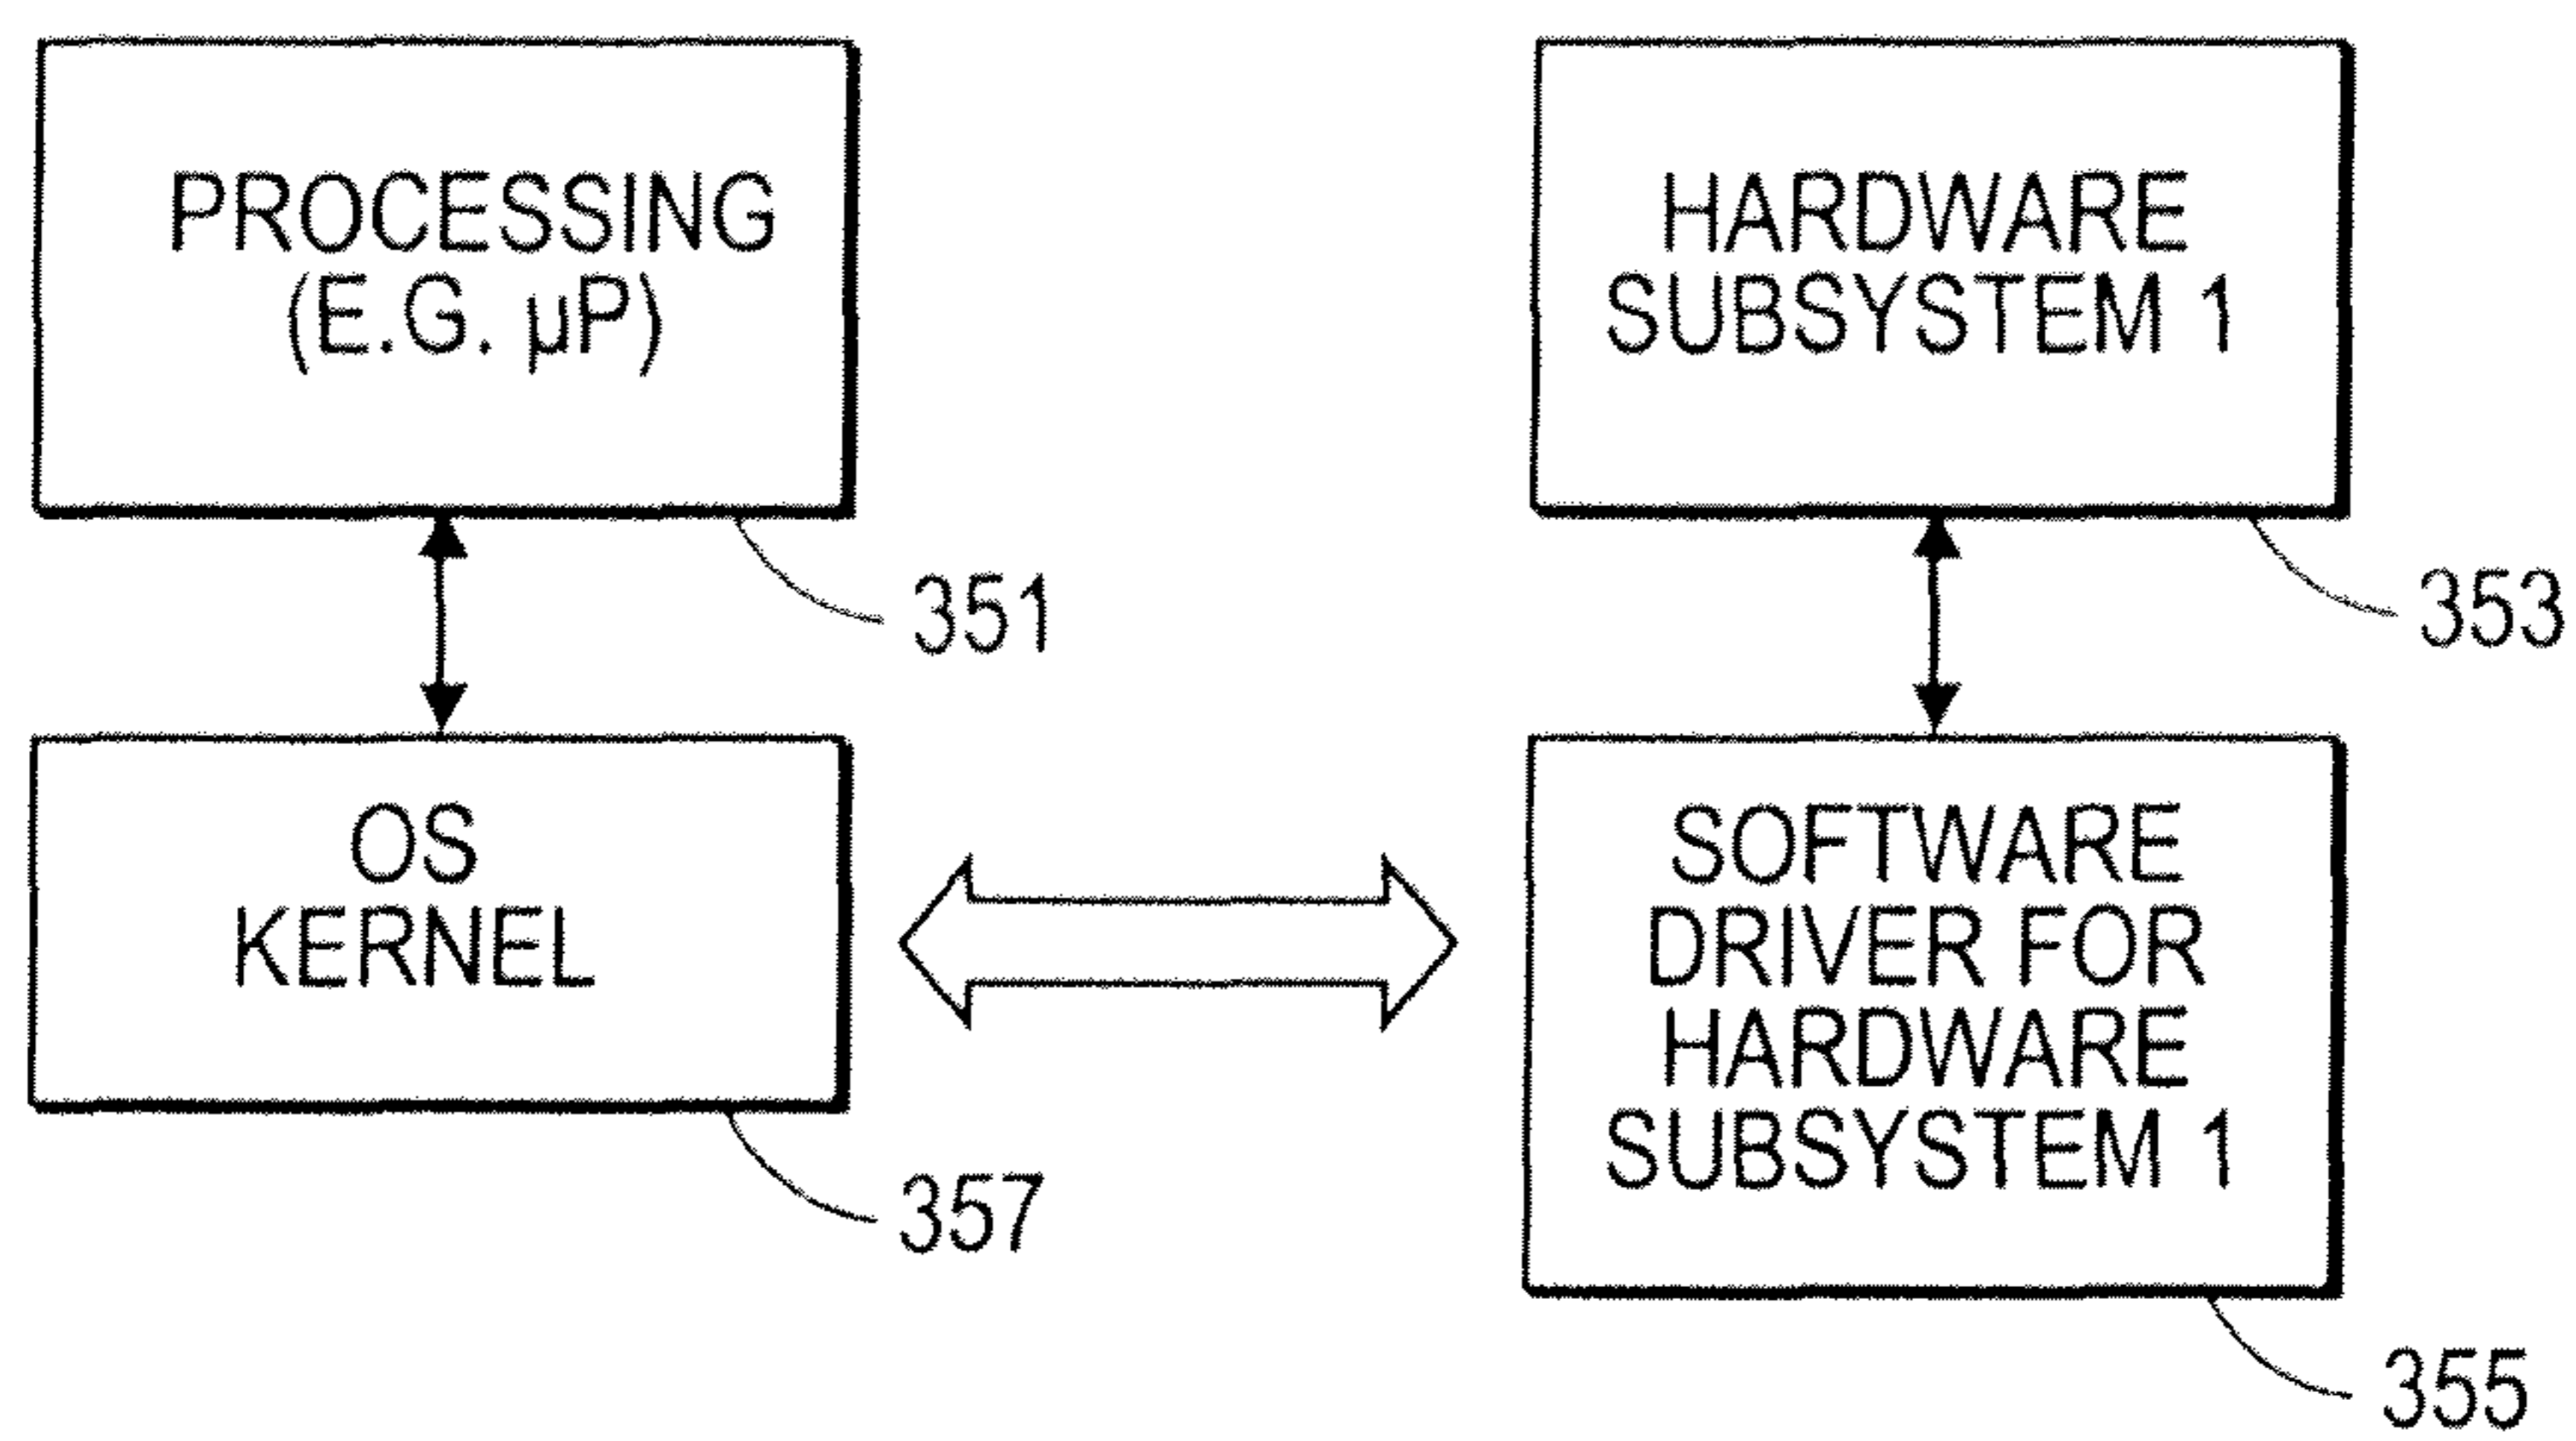 PROCESSING
(E.G. µP)
351
HARDWARE
SUBSYSTEM 1
353
OS
KERNEL
357
SOFTWARE
DRIVER FOR
HARDWARE
SUBSYSTEM 1
355